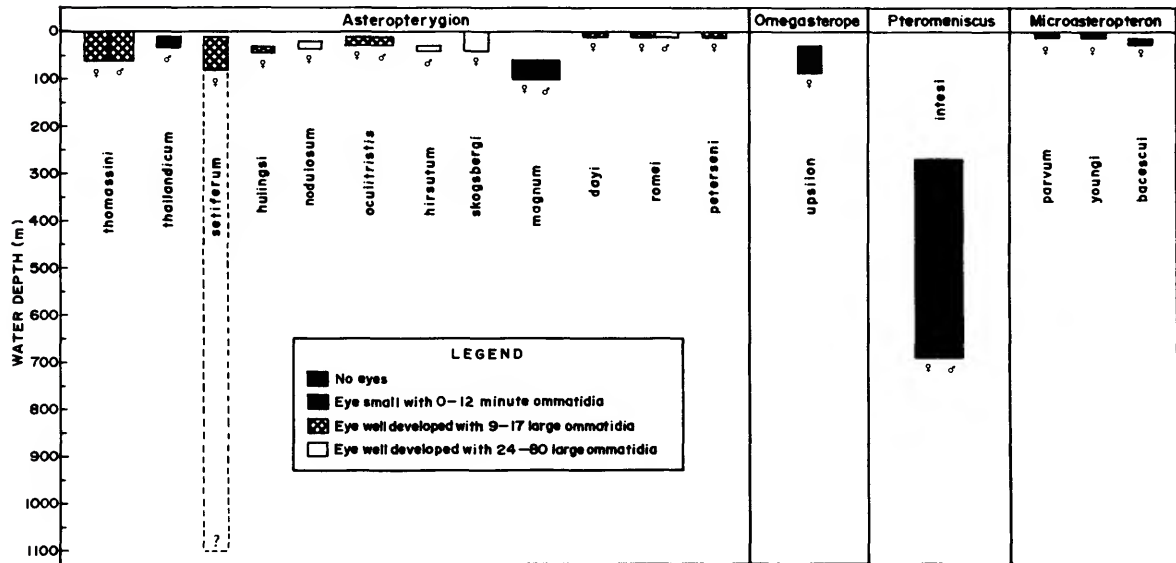 Asteropterygion Omegasterope Pteromeniscus Microasteropteron
WATER DEPTH (m)
0
100
200
300
400
500
600
700
800
900
1000
1100
♀ ♂ ♂ ♀ ♀ ♀ ♀ ♂ ♂ ♀ ♀ ♂ ♀ ♀ ♂ ♀ ♀ ♀ ♂ ♀ ♀ ♀
thomassini
thailandicum
setiferum
hulingsi
nodulosum
oculitristis
hirsutum
skogsbergi
magnum
dayi
romei
peterseni
upsilon
intesi
parvum
youngi
bacescui
?
LEGEND
No eyes
Eye small with 0–12 minute ommatidia
Eye well developed with 9–17 large ommatidia
Eye well developed with 24–80 large ommatidia